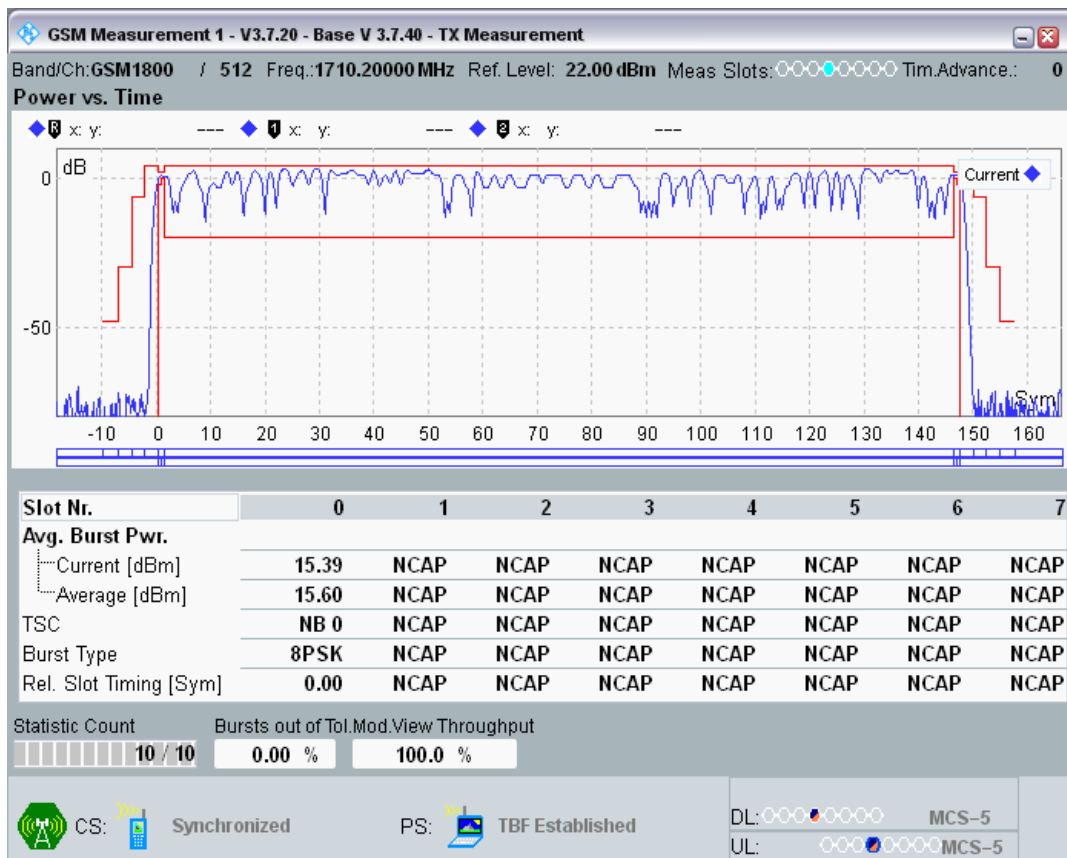 GSM Measurement 1 - V3.7.20 - Base V 3.7.40 - TX Measurement
Band/Ch:GSM1800 / 512 Freq.:1710.20000 MHz Ref. Level: 22.00 dBm Meas Slots: Tim.Advance.: 0
Power vs. Time
R x: y: --- 1 x: y: --- 2 x: y: ---
dB
0
Current
-50
Sym
-10 0 10 20 30 40 50 60 70 80 90 100 110 120 130 140 150 160
Slot Nr. 0 1 2 3 4 5 6 7
Avg. Burst Pwr.
Current [dBm] 15.39 NCAP NCAP NCAP NCAP NCAP NCAP NCAP
Average [dBm] 15.60 NCAP NCAP NCAP NCAP NCAP NCAP NCAP
TSC NB 0 NCAP NCAP NCAP NCAP NCAP NCAP NCAP
Burst Type 8PSK NCAP NCAP NCAP NCAP NCAP NCAP NCAP
Rel. Slot Timing [Sym] 0.00 NCAP NCAP NCAP NCAP NCAP NCAP NCAP
Statistic Count Bursts out of Tol.Mod.View Throughput
10 / 10 0.00 % 100.0 %
CS: Synchronized PS: TBF Established DL: MCS-5
UL: MCS-5